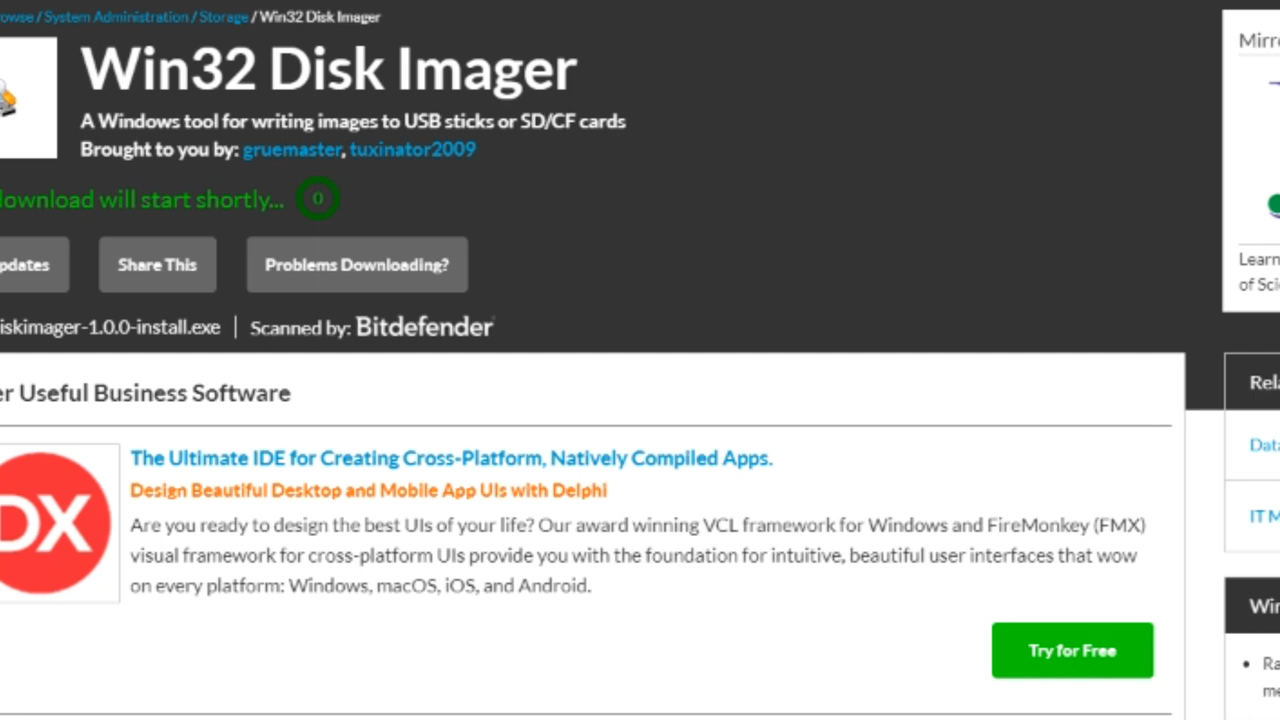 Browse / System Administration / Storage / Win32 Disk Imager
Win32 Disk Imager
A Windows tool for writing images to USB sticks or SD/CF cards
Brought to you by: gruemaster, tuxinator2009
download will start shortly... 0
pdates
Share This
Problems Downloading?
iskimager-1.0.0-install.exe | Scanned by: Bitdefender
er Useful Business Software
DX
The Ultimate IDE for Creating Cross-Platform, Natively Compiled Apps.
Design Beautiful Desktop and Mobile App UIs with Delphi
Are you ready to design the best UIs of your life? Our award winning VCL framework for Windows and FireMonkey (FMX)
visual framework for cross-platform UIs provide you with the foundation for intuitive, beautiful user interfaces that wow
on every platform: Windows, macOS, iOS, and Android.
Try for Free
Mirr
Learn
of Sci
Rel
Data
IT M
Win
• Ra
me